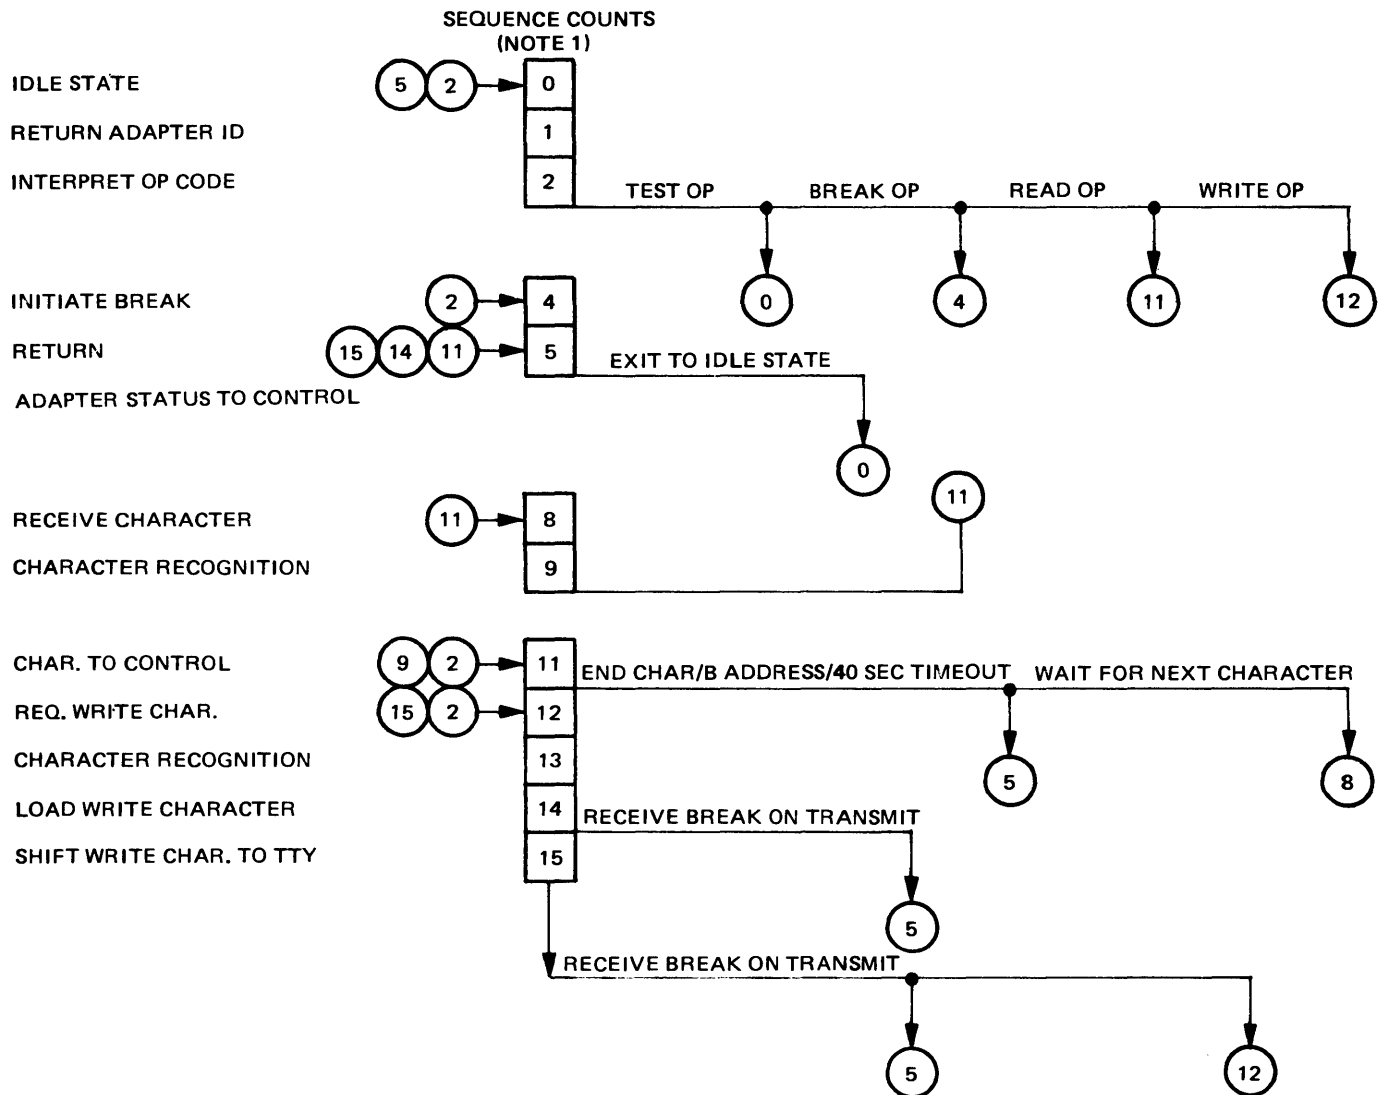 SEQUENCE COUNTS
(NOTE 1)
IDLE STATE 5 2 0
RETURN ADAPTER ID 1
INTERPRET OP CODE 2
TEST OP BREAK OP READ OP WRITE OP
INITIATE BREAK 2 4 0 4 11 12
RETURN 15 14 11 5
EXIT TO IDLE STATE
ADAPTER STATUS TO CONTROL
0
11
RECEIVE CHARACTER 11 8
CHARACTER RECOGNITION 9
CHAR. TO CONTROL 9 2 11
END CHAR/B ADDRESS/40 SEC TIMEOUT WAIT FOR NEXT CHARACTER
REQ. WRITE CHAR. 15 2 12
CHARACTER RECOGNITION 13
5 8
LOAD WRITE CHARACTER 14
RECEIVE BREAK ON TRANSMIT
SHIFT WRITE CHAR. TO TTY 15
5
RECEIVE BREAK ON TRANSMIT
5 12